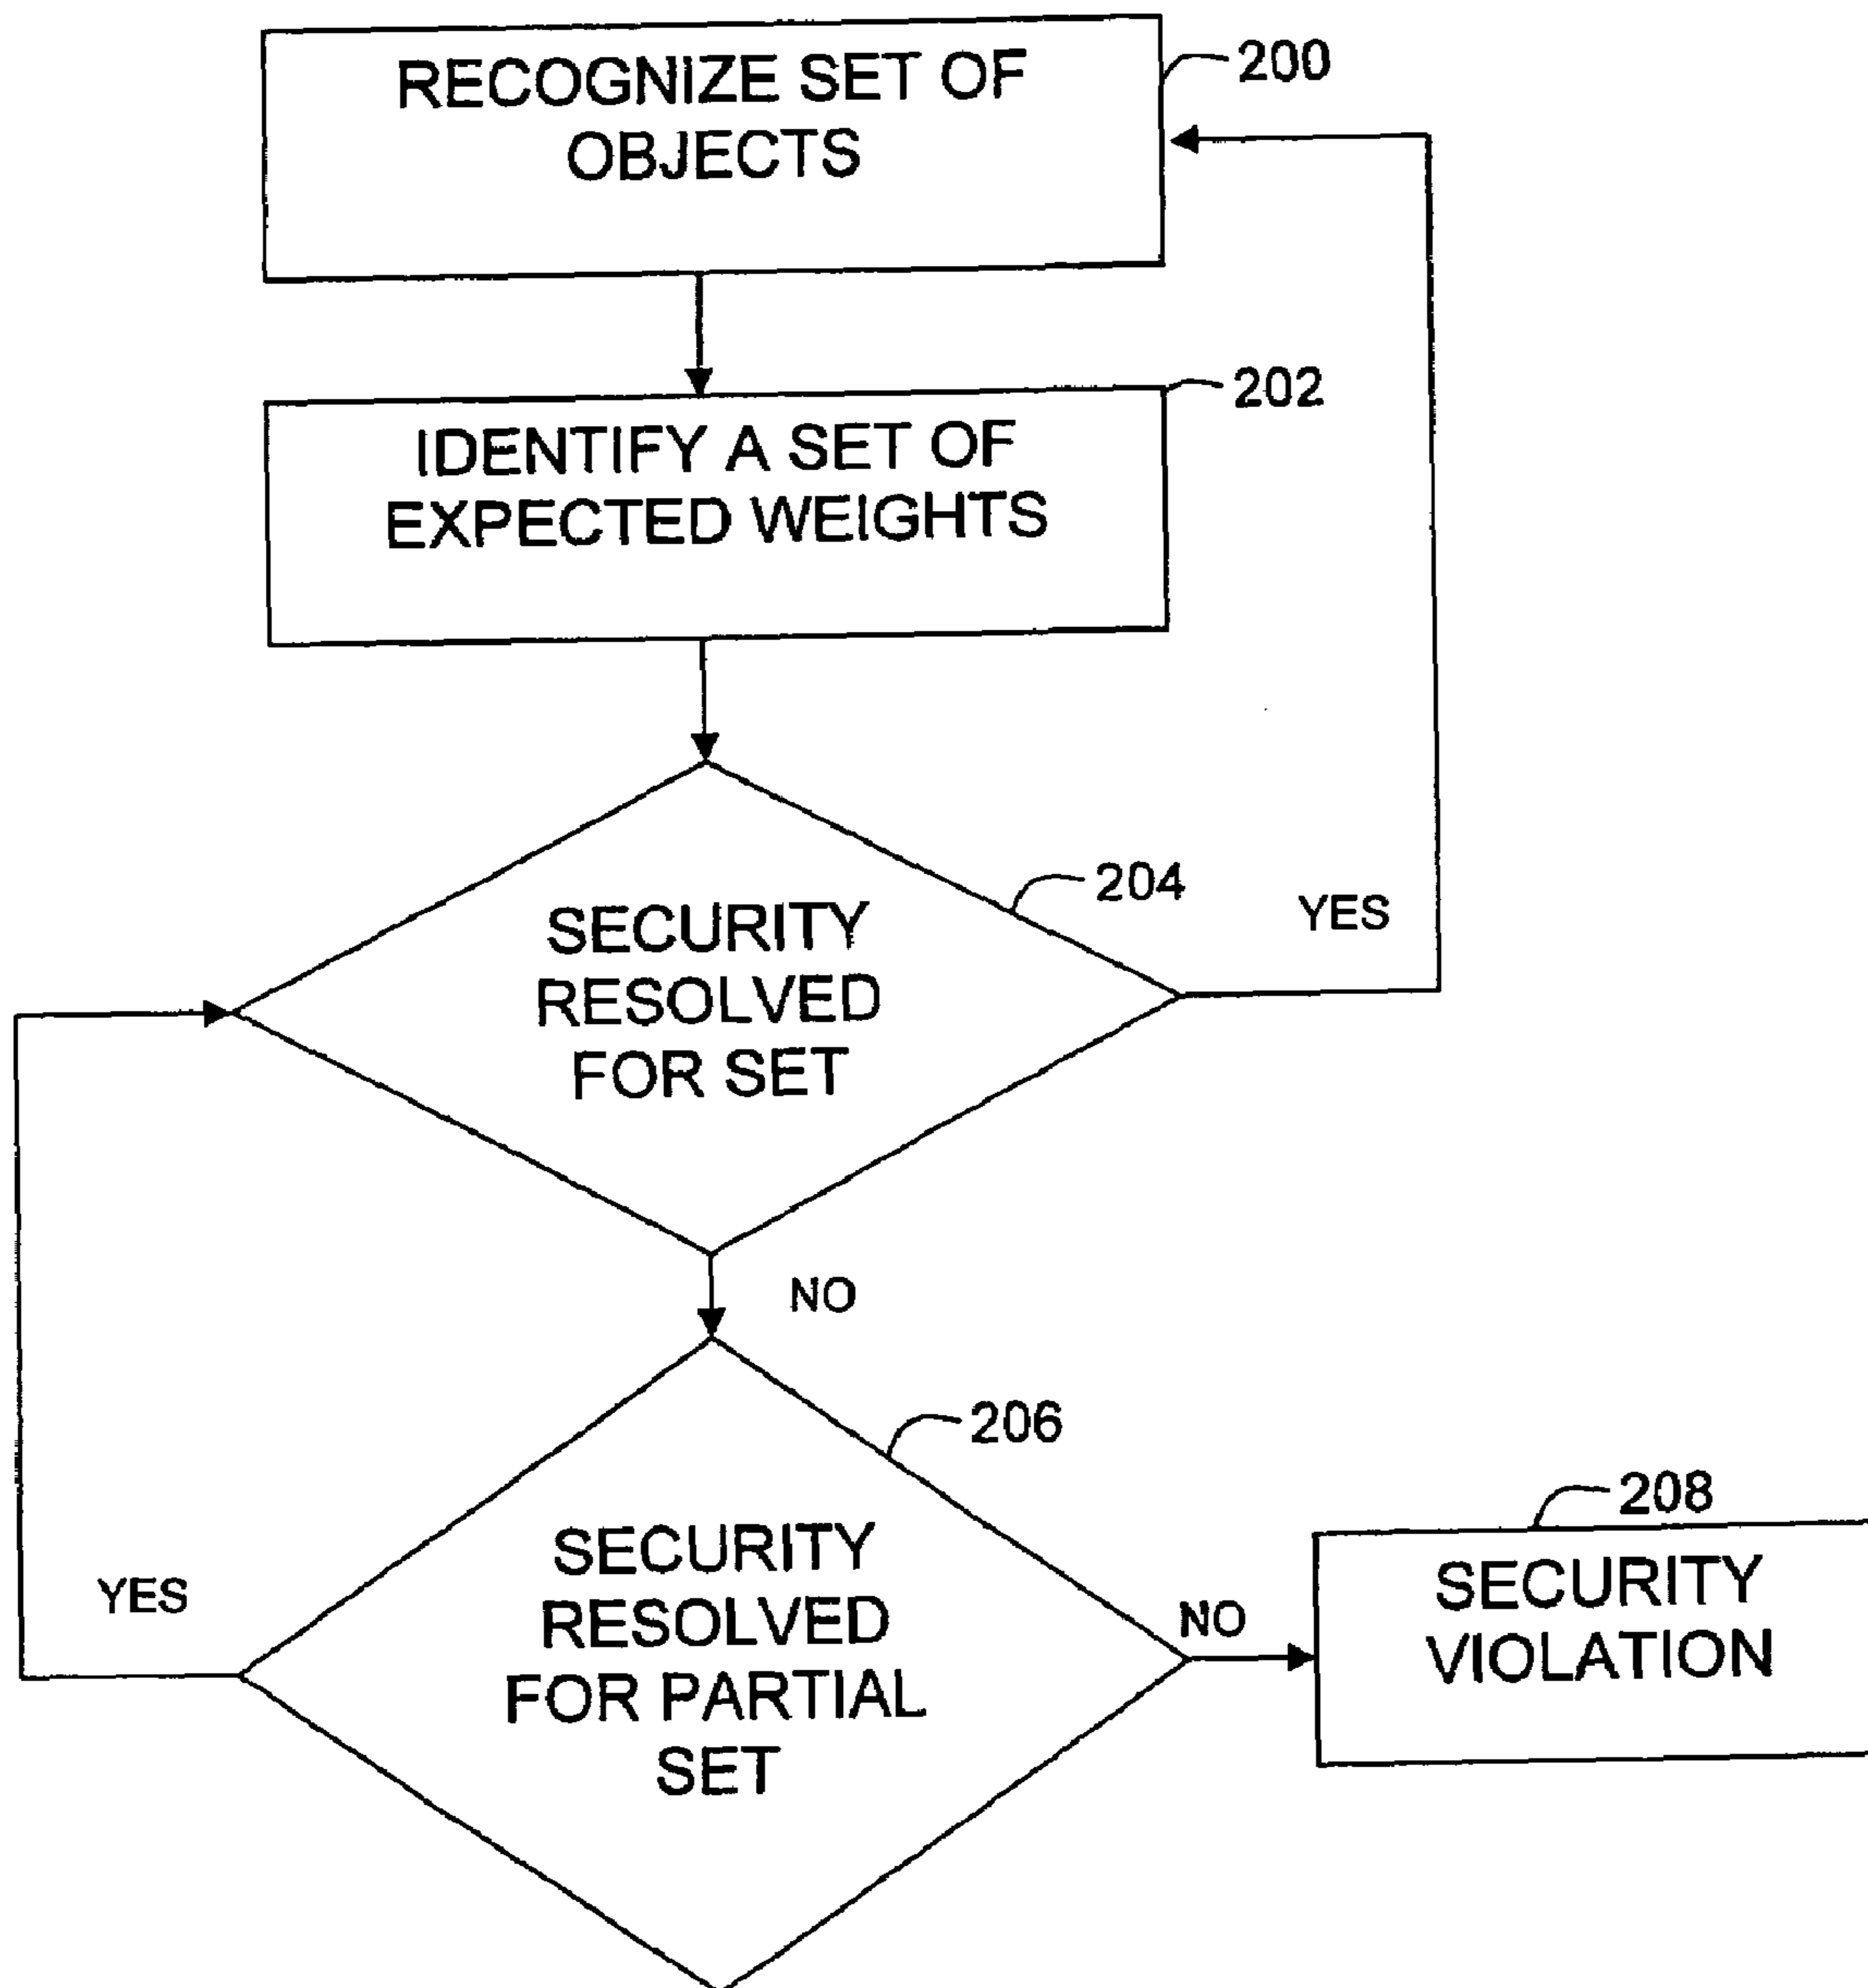 RECOGNIZE SET OF
OBJECTS
200
IDENTIFY A SET OF
EXPECTED WEIGHTS
202
SECURITY
RESOLVED
FOR SET
204
YES
NO
SECURITY
RESOLVED
FOR PARTIAL
SET
206
YES
NO
SECURITY
VIOLATION
208